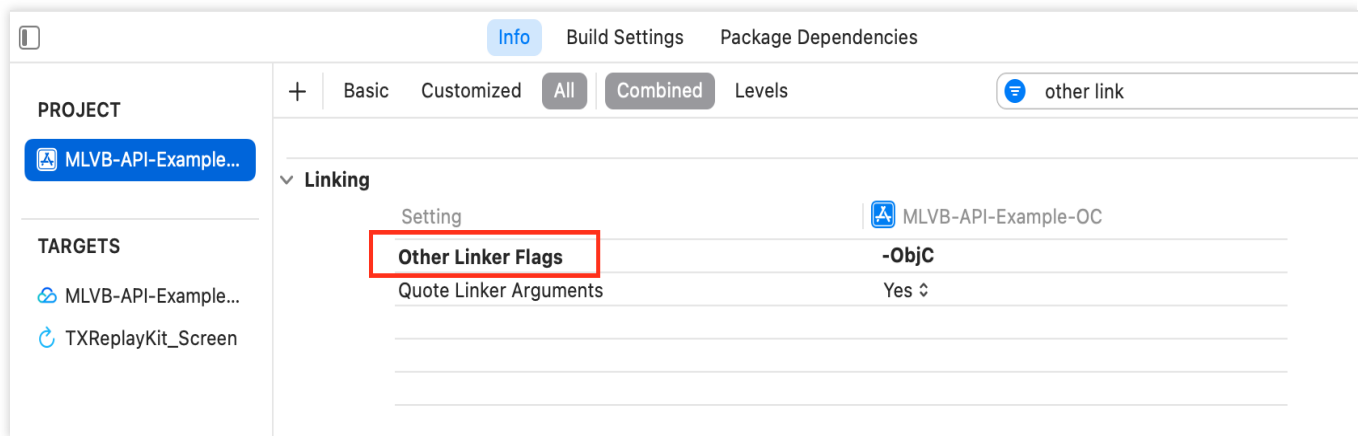 Info Build Settings Package Dependencies
PROJECT
MLVB-API-Example...
TARGETS
MLVB-API-Example...
TXReplayKit_Screen
+ Basic Customized All Combined Levels other link
Linking
Setting MLVB-API-Example-OC
Other Linker Flags -ObjC
Quote Linker Arguments Yes